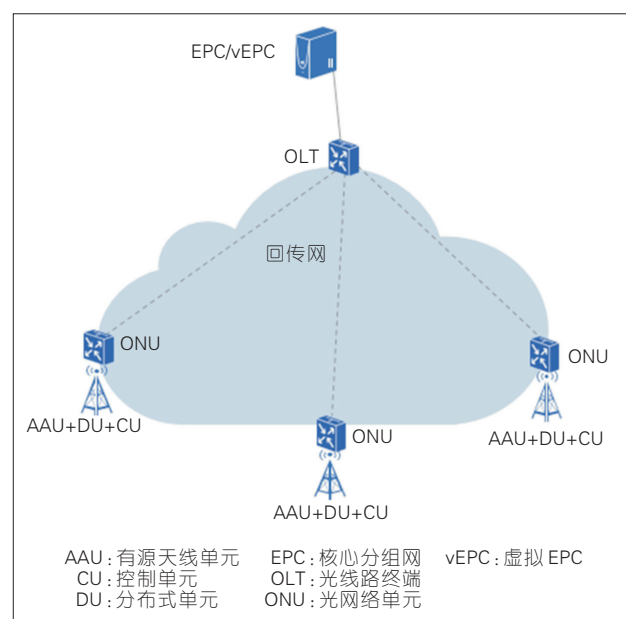 EPC/vEPC
OLT
回传网
ONU
ONU
AAU+DU+CU
AAU+DU+CU
ONU
AAU+DU+CU
AAU：有源天线单元 EPC：核心分组网 vEPC：虚拟 EPC
CU：控制单元 OLT：光线路终端
DU：分布式单元 ONU：光网络单元